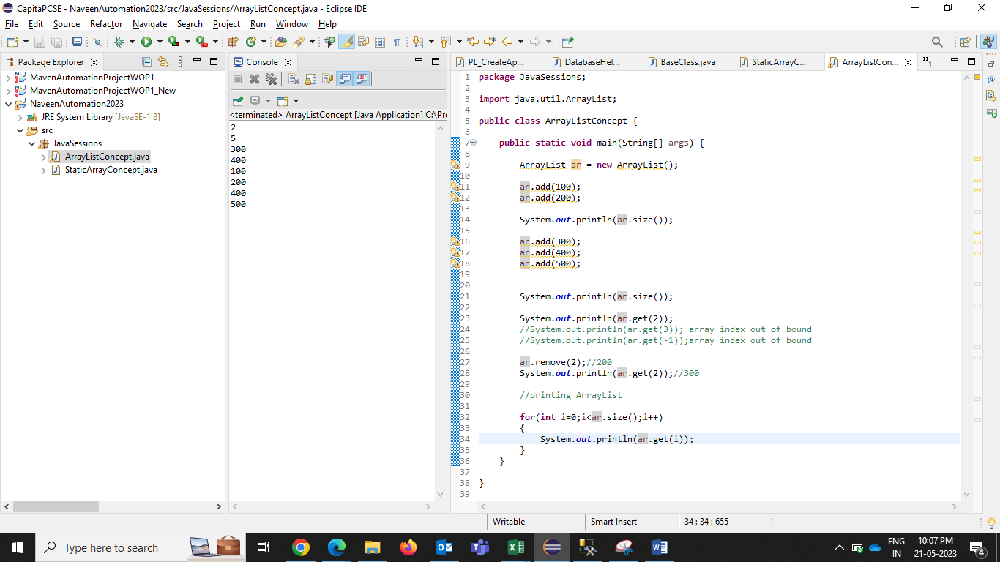 CapitaPCSE - NaveenAutomation2023/src/JavaSessions/ArrayListConcept.java - Eclipse IDE
File Edit Source Refactor Navigate Search Project Run Window Help
Package Explorer
MavenAutomationProjectWOP1
MavenAutomationProjectWOP1_New
NaveenAutomation2023
JRE System Library [JavaSE-1.8]
src
JavaSessions
ArrayListConcept.java
StaticArrayConcept.java
Console
<terminated> ArrayListConcept [Java Application] C:\Pr
2
5
300
400
100
200
400
500
PL_CreateAp... DatabaseHel... BaseClass.java StaticArrayC... ArrayListCon... »1
1 package JavaSessions;
2
3 import java.util.ArrayList;
4
5 public class ArrayListConcept {
6
7 public static void main(String[] args) {
8
9 ArrayList ar = new ArrayList();
10
11 ar.add(100);
12 ar.add(200);
13
14 System.out.println(ar.size());
15
16 ar.add(300);
17 ar.add(400);
18 ar.add(500);
19
20
21 System.out.println(ar.size());
22
23 System.out.println(ar.get(2));
24 //System.out.println(ar.get(3)); array index out of bound
25 //System.out.println(ar.get(-1));array index out of bound
26
27 ar.remove(2);//200
28 System.out.println(ar.get(2));//300
29
30 //printing ArrayList
31
32 for(int i=0;i<ar.size();i++)
33 {
34 System.out.println(ar.get(i));
35 }
36 }
37
38 }
39
Writable Smart Insert 34 : 34 : 655
Type here to search
ENG
IN
10:07 PM
21-05-2023
4